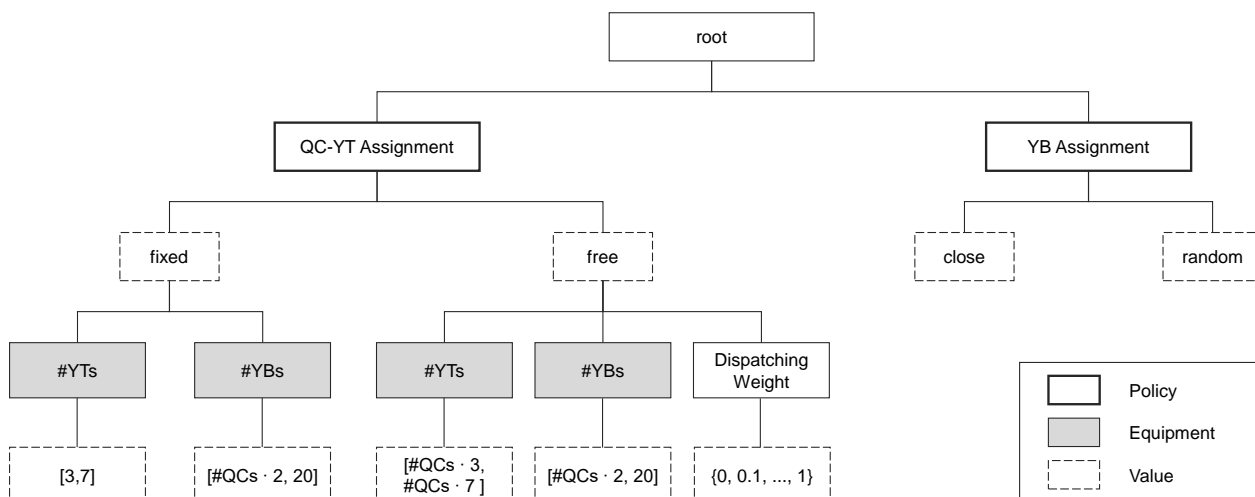 root
QC-YT Assignment
YB Assignment
fixed
free
close
random
#YTs
#YBs
#YTs
#YBs
Dispatching
Weight
[3,7]
[#QCs · 2, 20]
[#QCs · 3,
#QCs · 7 ]
[#QCs · 2, 20]
{0, 0.1, ..., 1}
Policy
Equipment
Value